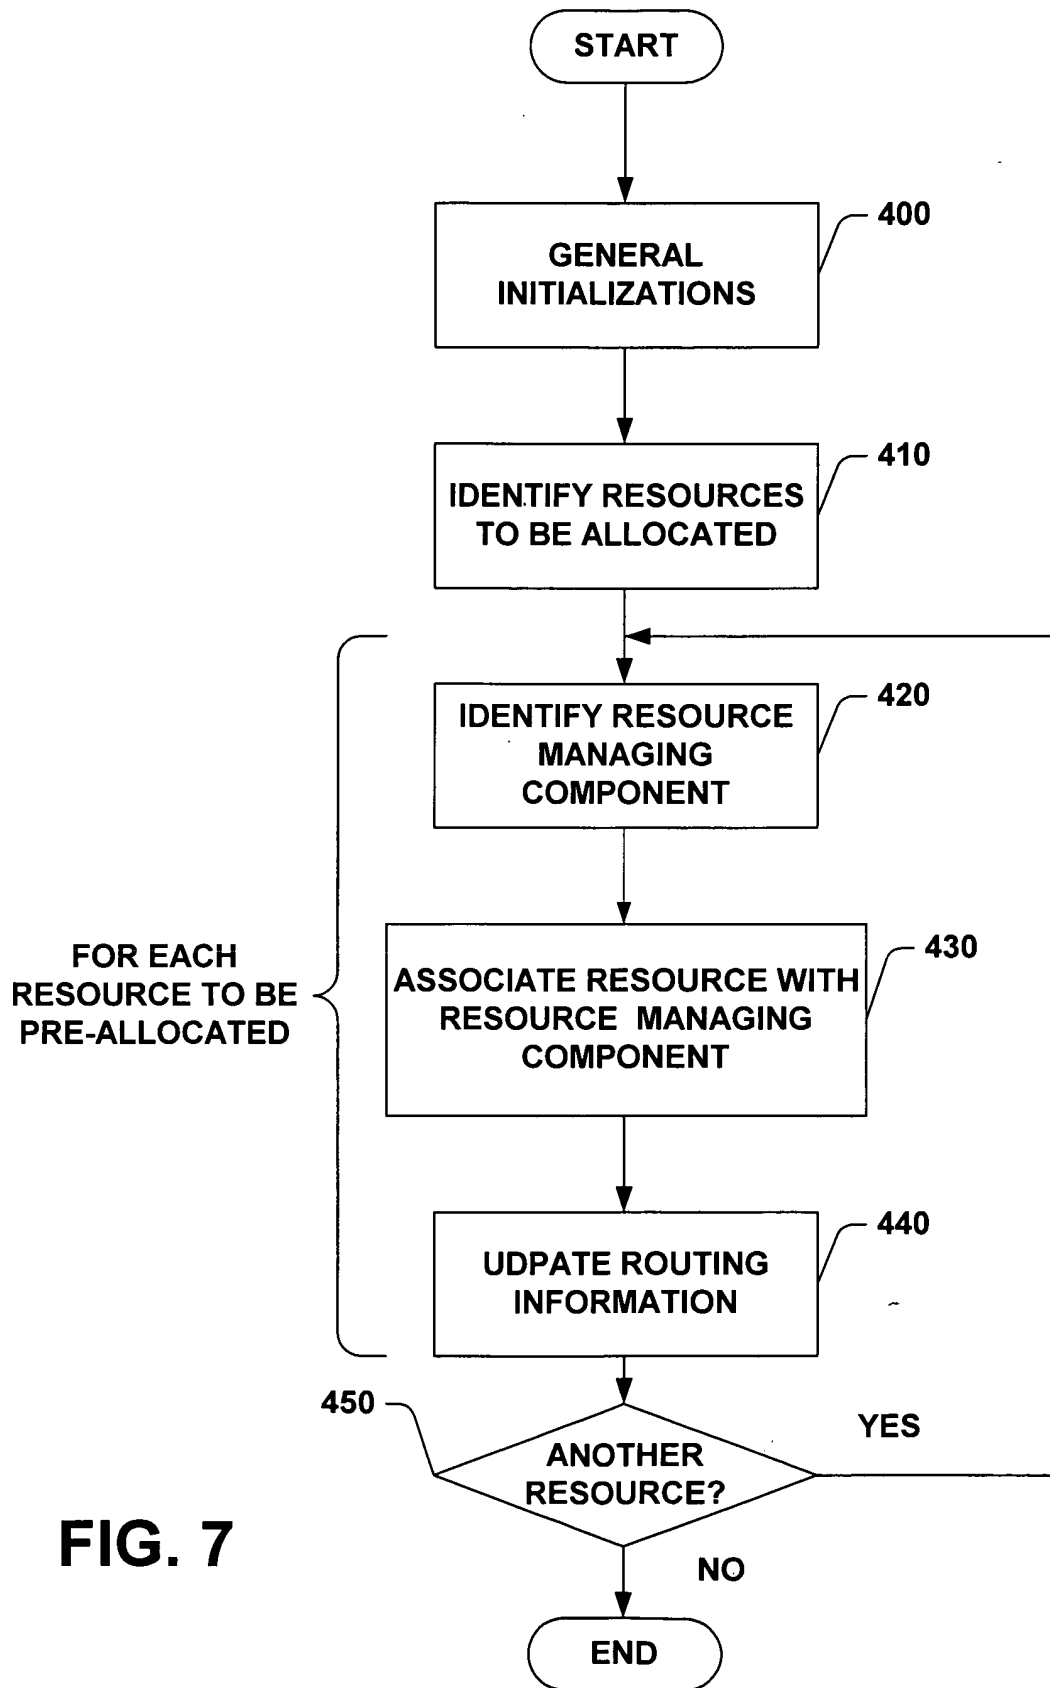 START
400
GENERAL
INITIALIZATIONS
410
IDENTIFY RESOURCES
TO BE ALLOCATED
420
IDENTIFY RESOURCE
MANAGING
COMPONENT
FOR EACH
RESOURCE TO BE
PRE-ALLOCATED
430
ASSOCIATE RESOURCE WITH
RESOURCE MANAGING
COMPONENT
440
UDPATE ROUTING
INFORMATION
450
YES
ANOTHER
RESOURCE?
FIG. 7
NO
END